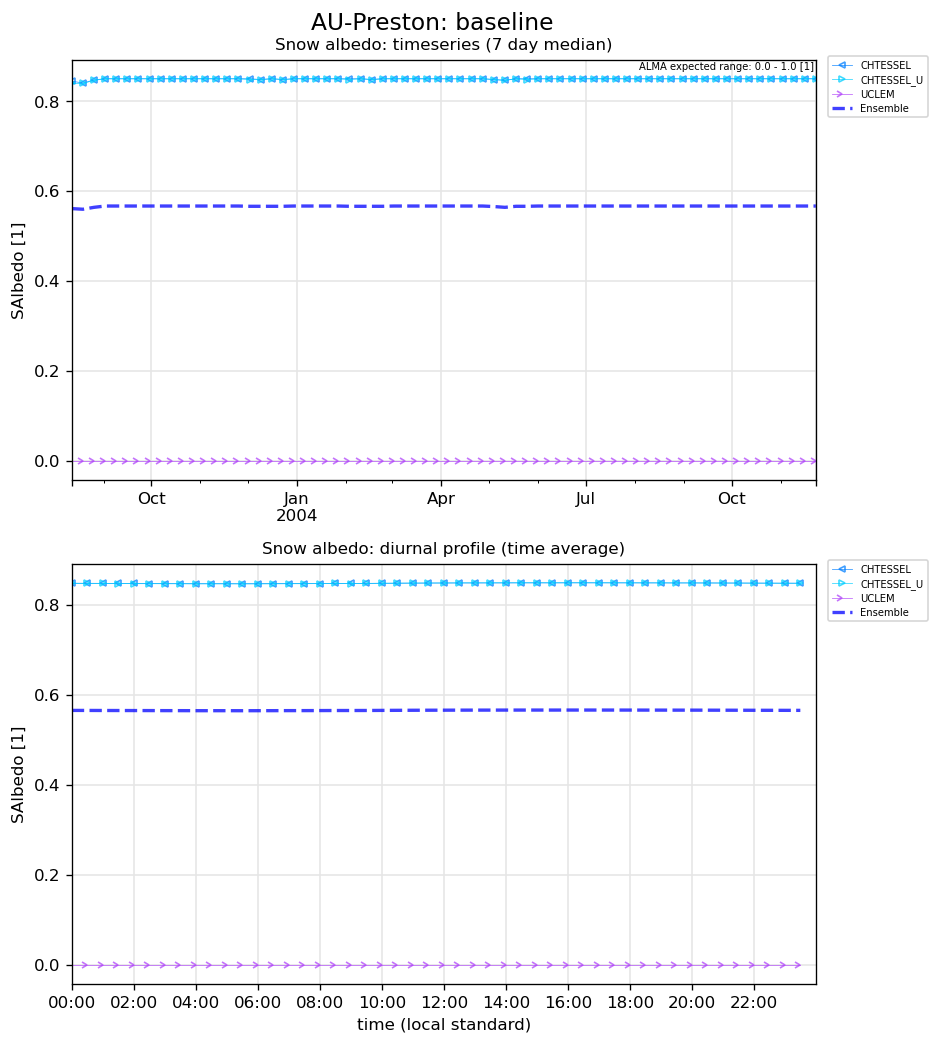 AU-Preston: baseline
Snow albedo: timeseries (7 day median)
ALMA expected range: 0.0 - 1.0 [1]
CHTESSEL
CHTESSEL_U
UCLEM
Ensemble
SAlbedo [1]
0.8
0.6
0.4
0.2
0.0
Oct Jan Apr Jul Oct
2004
Snow albedo: diurnal profile (time average)
CHTESSEL
CHTESSEL_U
UCLEM
Ensemble
SAlbedo [1]
0.8
0.6
0.4
0.2
0.0
00:00 02:00 04:00 06:00 08:00 10:00 12:00 14:00 16:00 18:00 20:00 22:00
time (local standard)